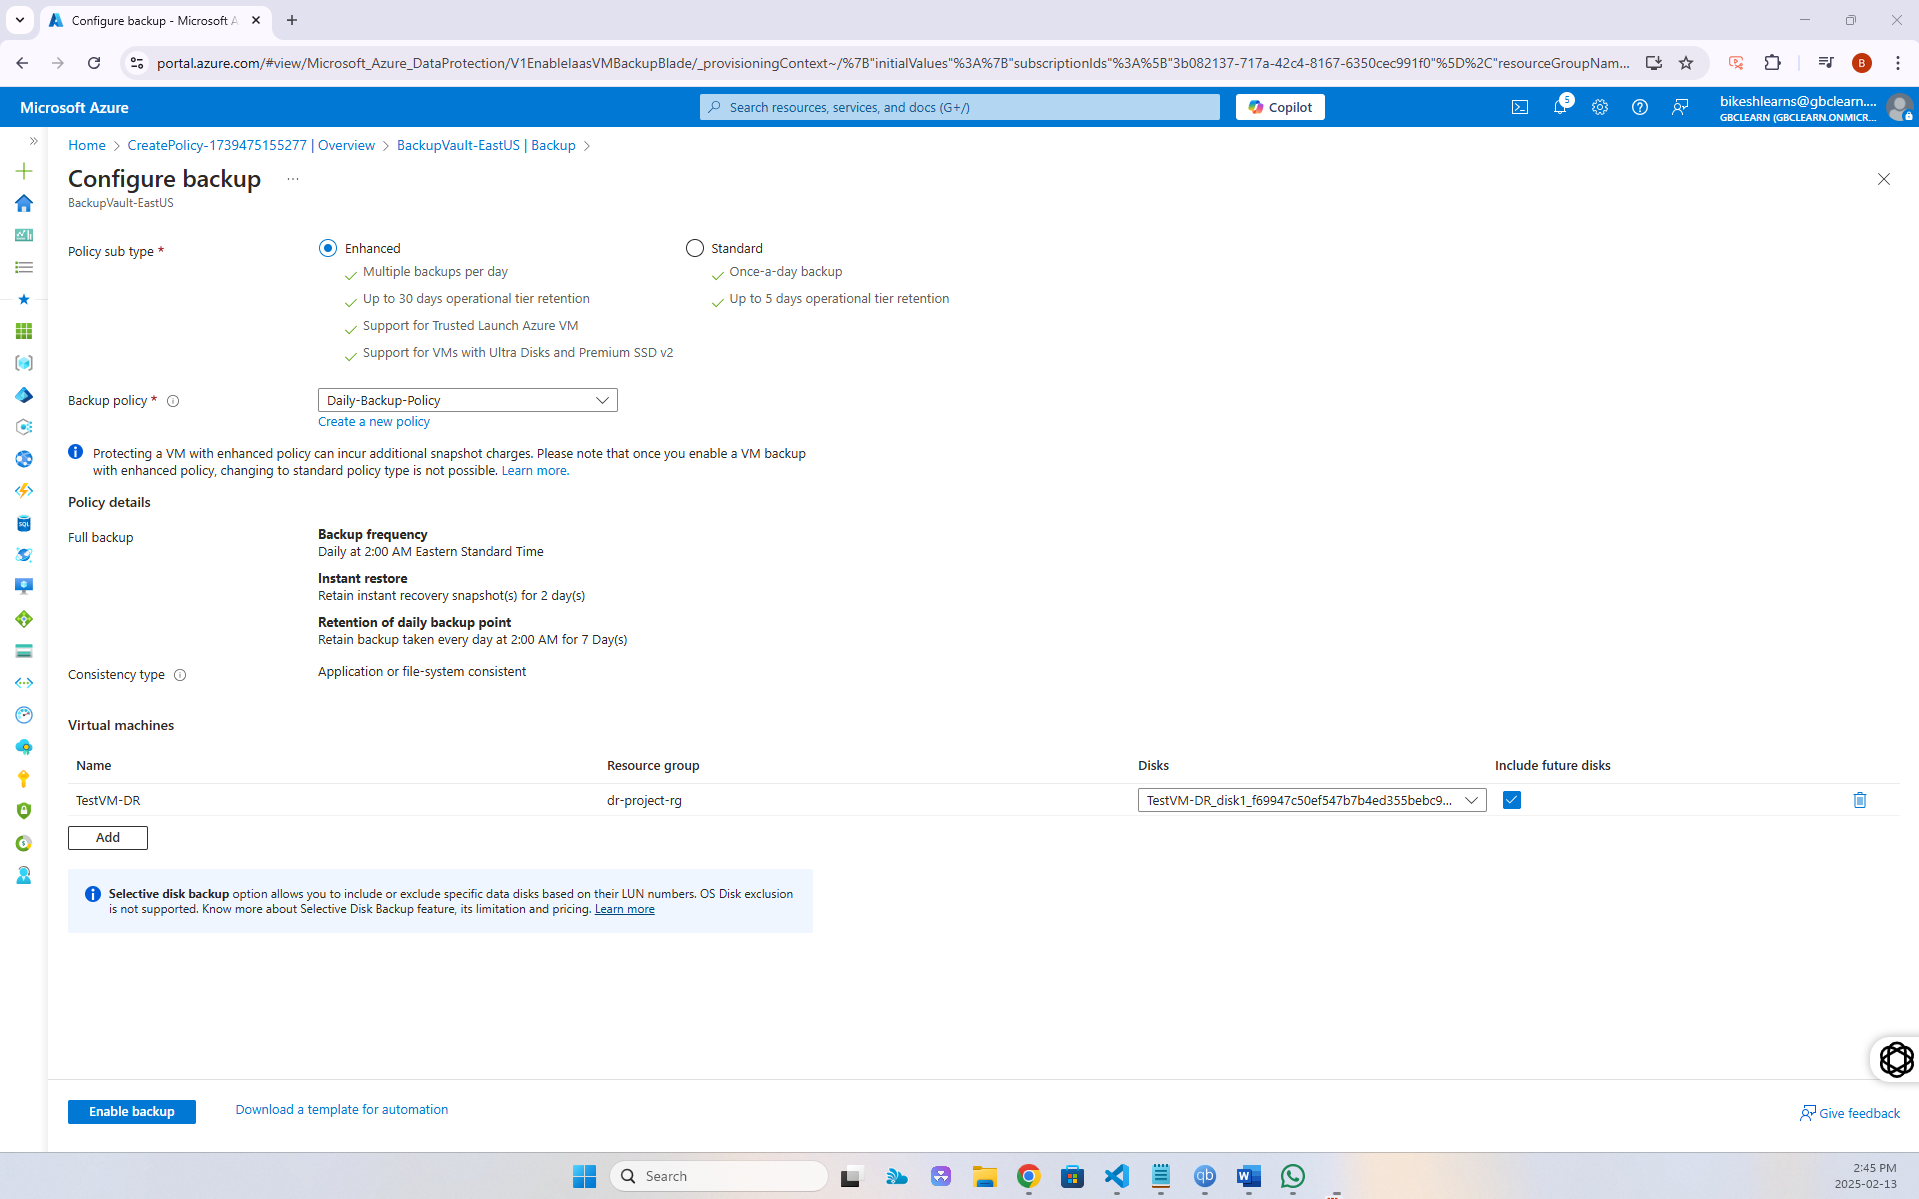 Configure backup - Microsoft A
portal.azure.com/#view/Microsoft_Azure_DataProtection/V1EnableIaasVMBackupBlade/_provisioningContext~/%7B"initialValues"%3A%7B"subscriptionIds"%3A%5B"3b082137-717a-42c4-8167-6350cec991f0"%5D%2C"resourceGroupNam...
B
Microsoft Azure
Search resources, services, and docs (G+/)
Copilot
5
bikeshlearns@gbclearn....
GBCLEARN (GBCLEARN.ONMICR...
Home > CreatePolicy-1739475155277 | Overview > BackupVault-EastUS | Backup >
Configure backup ...
BackupVault-EastUS
Policy sub type *
Enhanced
Multiple backups per day
Up to 30 days operational tier retention
Support for Trusted Launch Azure VM
Support for VMs with Ultra Disks and Premium SSD v2
Standard
Once-a-day backup
Up to 5 days operational tier retention
Backup policy *
Daily-Backup-Policy
Create a new policy
Protecting a VM with enhanced policy can incur additional snapshot charges. Please note that once you enable a VM backup
with enhanced policy, changing to standard policy type is not possible. Learn more.
Policy details
Full backup
Backup frequency
Daily at 2:00 AM Eastern Standard Time
Instant restore
Retain instant recovery snapshot(s) for 2 day(s)
Retention of daily backup point
Retain backup taken every day at 2:00 AM for 7 Day(s)
Consistency type
Application or file-system consistent
Virtual machines
Name Resource group Disks Include future disks
TestVM-DR dr-project-rg TestVM-DR_disk1_f69947c50ef547b7b4ed355bebc9...
Add
Selective disk backup option allows you to include or exclude specific data disks based on their LUN numbers. OS Disk exclusion
is not supported. Know more about Selective Disk Backup feature, its limitation and pricing. Learn more
Enable backup
Download a template for automation
Give feedback
Search
2:45 PM
2025-02-13